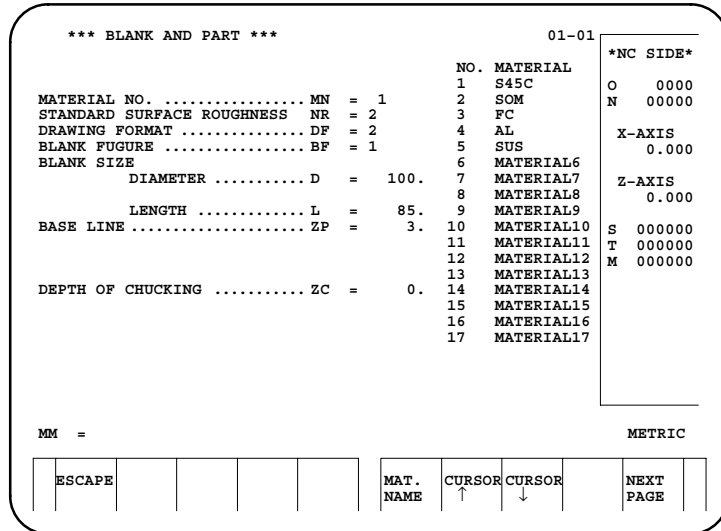 *** BLANK AND PART *** 01-01
*NC SIDE*
NO. MATERIAL
1 S45C
O 0000
MATERIAL NO. ................ MN = 1 2 SOM N 00000
STANDARD SURFACE ROUGHNESS NR = 2 3 FC
DRAWING FORMAT ............... DF = 2 4 AL X-AXIS
BLANK FUGURE ................ BF = 1 5 SUS 0.000
BLANK SIZE 6 MATERIAL6
DIAMETER ........... D = 100. 7 MATERIAL7 Z-AXIS
8 MATERIAL8 0.000
LENGTH ............ L = 85. 9 MATERIAL9
BASE LINE .................... ZP = 3. 10 MATERIAL10 S 000000
11 MATERIAL11 T 000000
12 MATERIAL12 M 000000
13 MATERIAL13
DEPTH OF CHUCKING ........... ZC = 0. 14 MATERIAL14
15 MATERIAL15
16 MATERIAL16
17 MATERIAL17
MM = METRIC
ESCAPE MAT. NAME CURSOR ↑ CURSOR ↓ NEXT PAGE